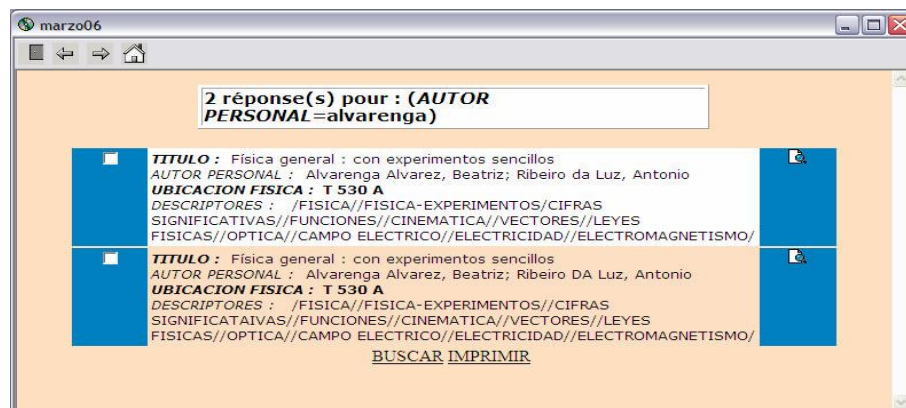 marzo06
2 réponse(s) pour : (AUTOR
PERSONAL=alvarenga)
TITULO : Física general : con experimentos sencillos
AUTOR PERSONAL : Alvarenga Alvarez, Beatriz; Ribeiro da Luz, Antonio
UBICACION FISICA : T 530 A
DESCRIPTORES : /FISICA//FISICA-EXPERIMENTOS/CIFRAS
SIGNIFICATIVAS//FUNCIONES//CINEMATICA//VECTORES//LEYES
FISICAS//OPTICA//CAMPO ELECTRICO//ELECTRICIDAD//ELECTROMAGNETISMO/
TITULO : Física general : con experimentos sencillos
AUTOR PERSONAL : Alvarenga Alvarez, Beatriz; Ribeiro DA Luz, Antonio
UBICACION FISICA : T 530 A
DESCRIPTORES : /FISICA//FISICA-EXPERIMENTOS//CIFRAS
SIGNIFICATAIVAS//FUNCIONES//CINEMATICA//VECTORES//LEYES
FISICAS//OPTICA//CAMPO ELECTRICO//ELECTRICIDAD//ELECTROMAGNETISMO/
BUSCAR IMPRIMIR